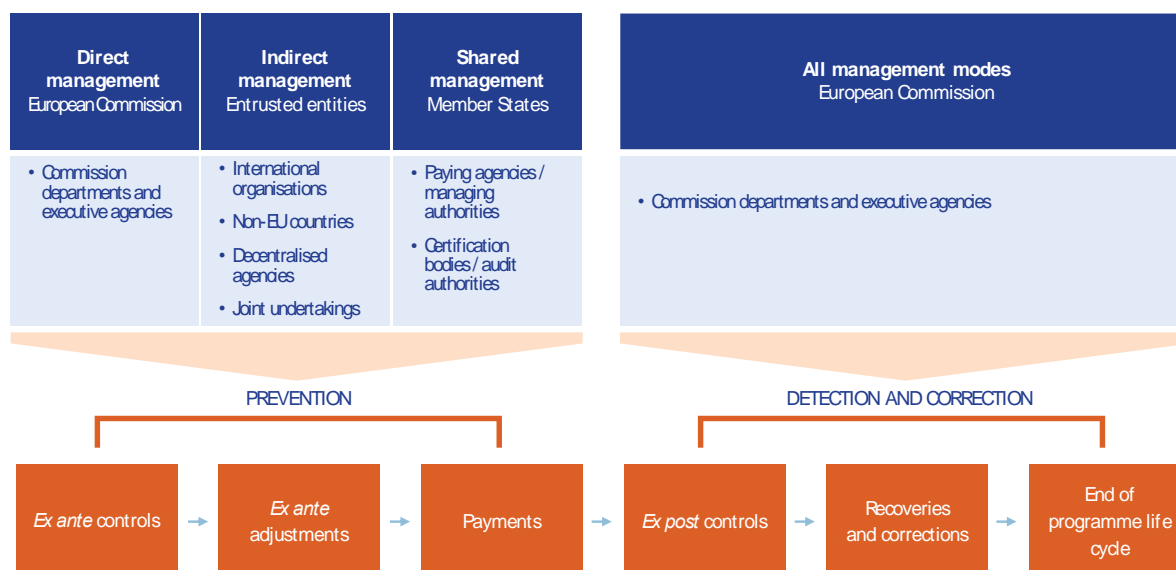 Direct
management
European Commission
Indirect
management
Entrusted entities
Shared
management
Member States
All management modes
European Commission
• Commission
departments and
executive agencies
• International
organisations
• Non-EU countries
• Decentralised
agencies
• Joint undertakings
• Paying agencies /
managing
authorities
• Certification
bodies / audit
authorities
• Commission departments and executive agencies
PREVENTION
DETECTION AND CORRECTION
Ex ante controls
Ex ante
adjustments
Payments
Ex post controls
Recoveries
and corrections
End of
programme life
cycle